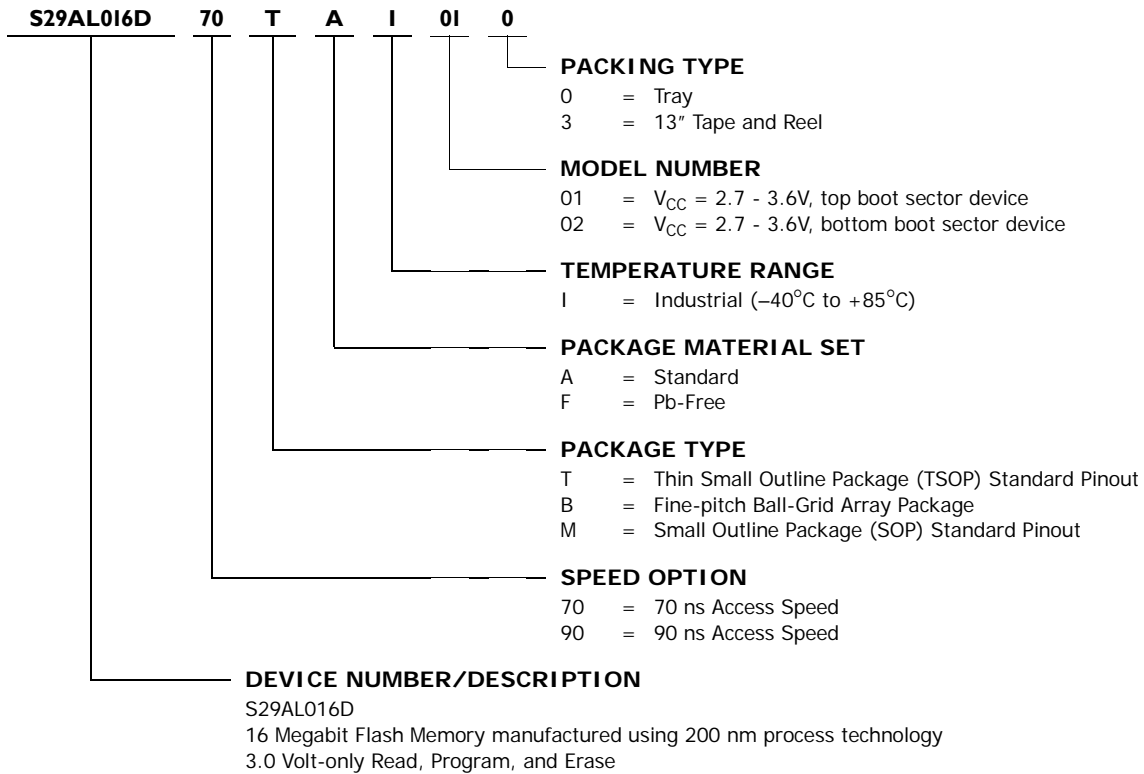 S29AL016D 70 T A I 01 0
PACKING TYPE
0 = Tray
3 = 13″ Tape and Reel
MODEL NUMBER
01 = VCC = 2.7 - 3.6V, top boot sector device
02 = VCC = 2.7 - 3.6V, bottom boot sector device
TEMPERATURE RANGE
I = Industrial (–40°C to +85°C)
PACKAGE MATERIAL SET
A = Standard
F = Pb-Free
PACKAGE TYPE
T = Thin Small Outline Package (TSOP) Standard Pinout
B = Fine-pitch Ball-Grid Array Package
M = Small Outline Package (SOP) Standard Pinout
SPEED OPTION
70 = 70 ns Access Speed
90 = 90 ns Access Speed
DEVICE NUMBER/DESCRIPTION
S29AL016D
16 Megabit Flash Memory manufactured using 200 nm process technology
3.0 Volt-only Read, Program, and Erase